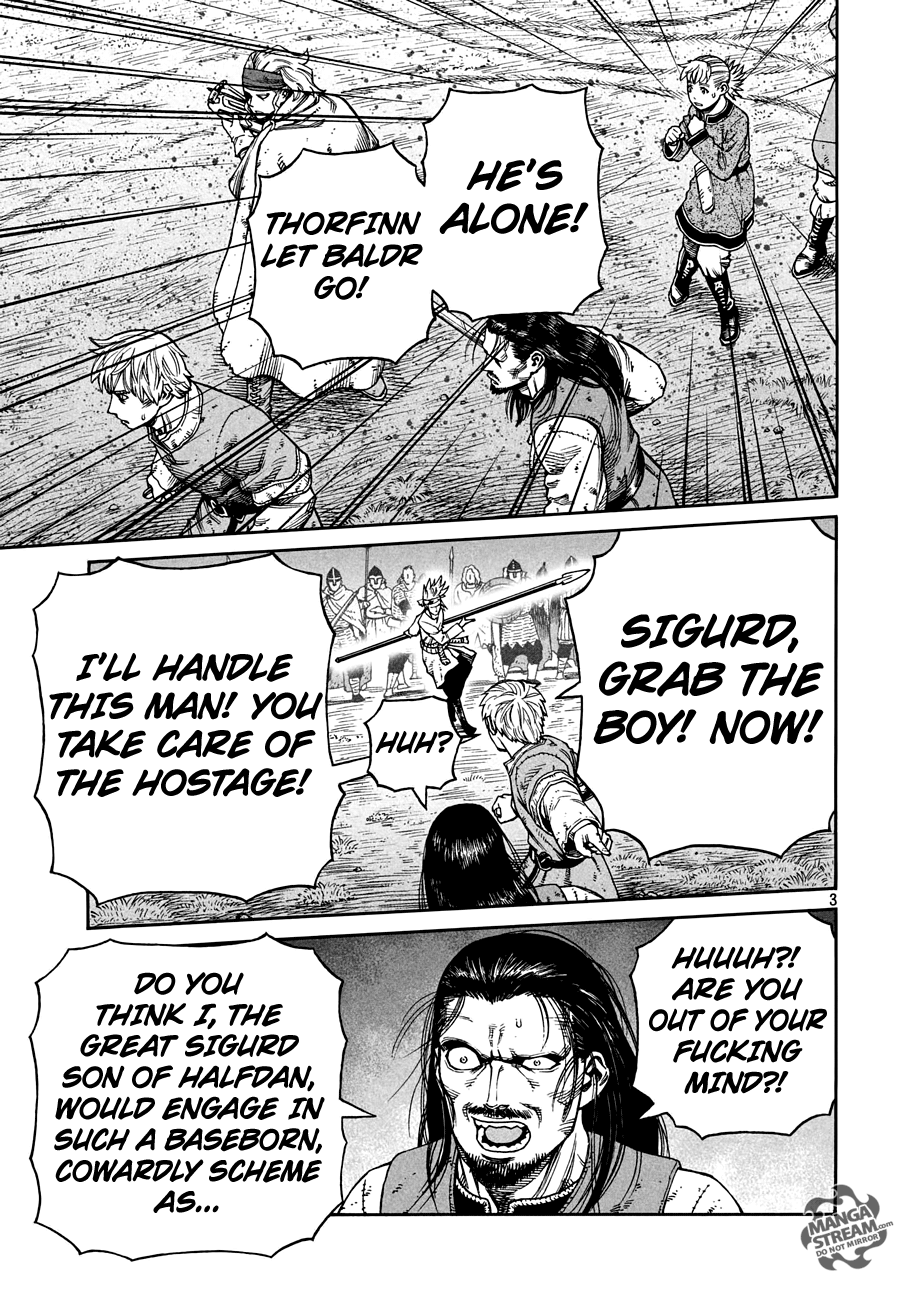 HE'S
ALONE!
THORFINN
LET BALDR
GO!
SIGURD,
GRAB THE
BOY! NOW!
HUH?
I'LL HANDLE
THIS MAN! YOU
TAKE CARE OF
THE HOSTAGE!
3
HUUUH?!
ARE YOU
OUT OF YOUR
FUCKING
MIND?!
DO YOU
THINK I, THE
GREAT SIGURD
SON OF HALFDAN,
WOULD ENGAGE IN
SUCH A BASEBORN,
COWARDLY SCHEME
AS...
MANGA
STREAM.com
DO NOT MIRROR